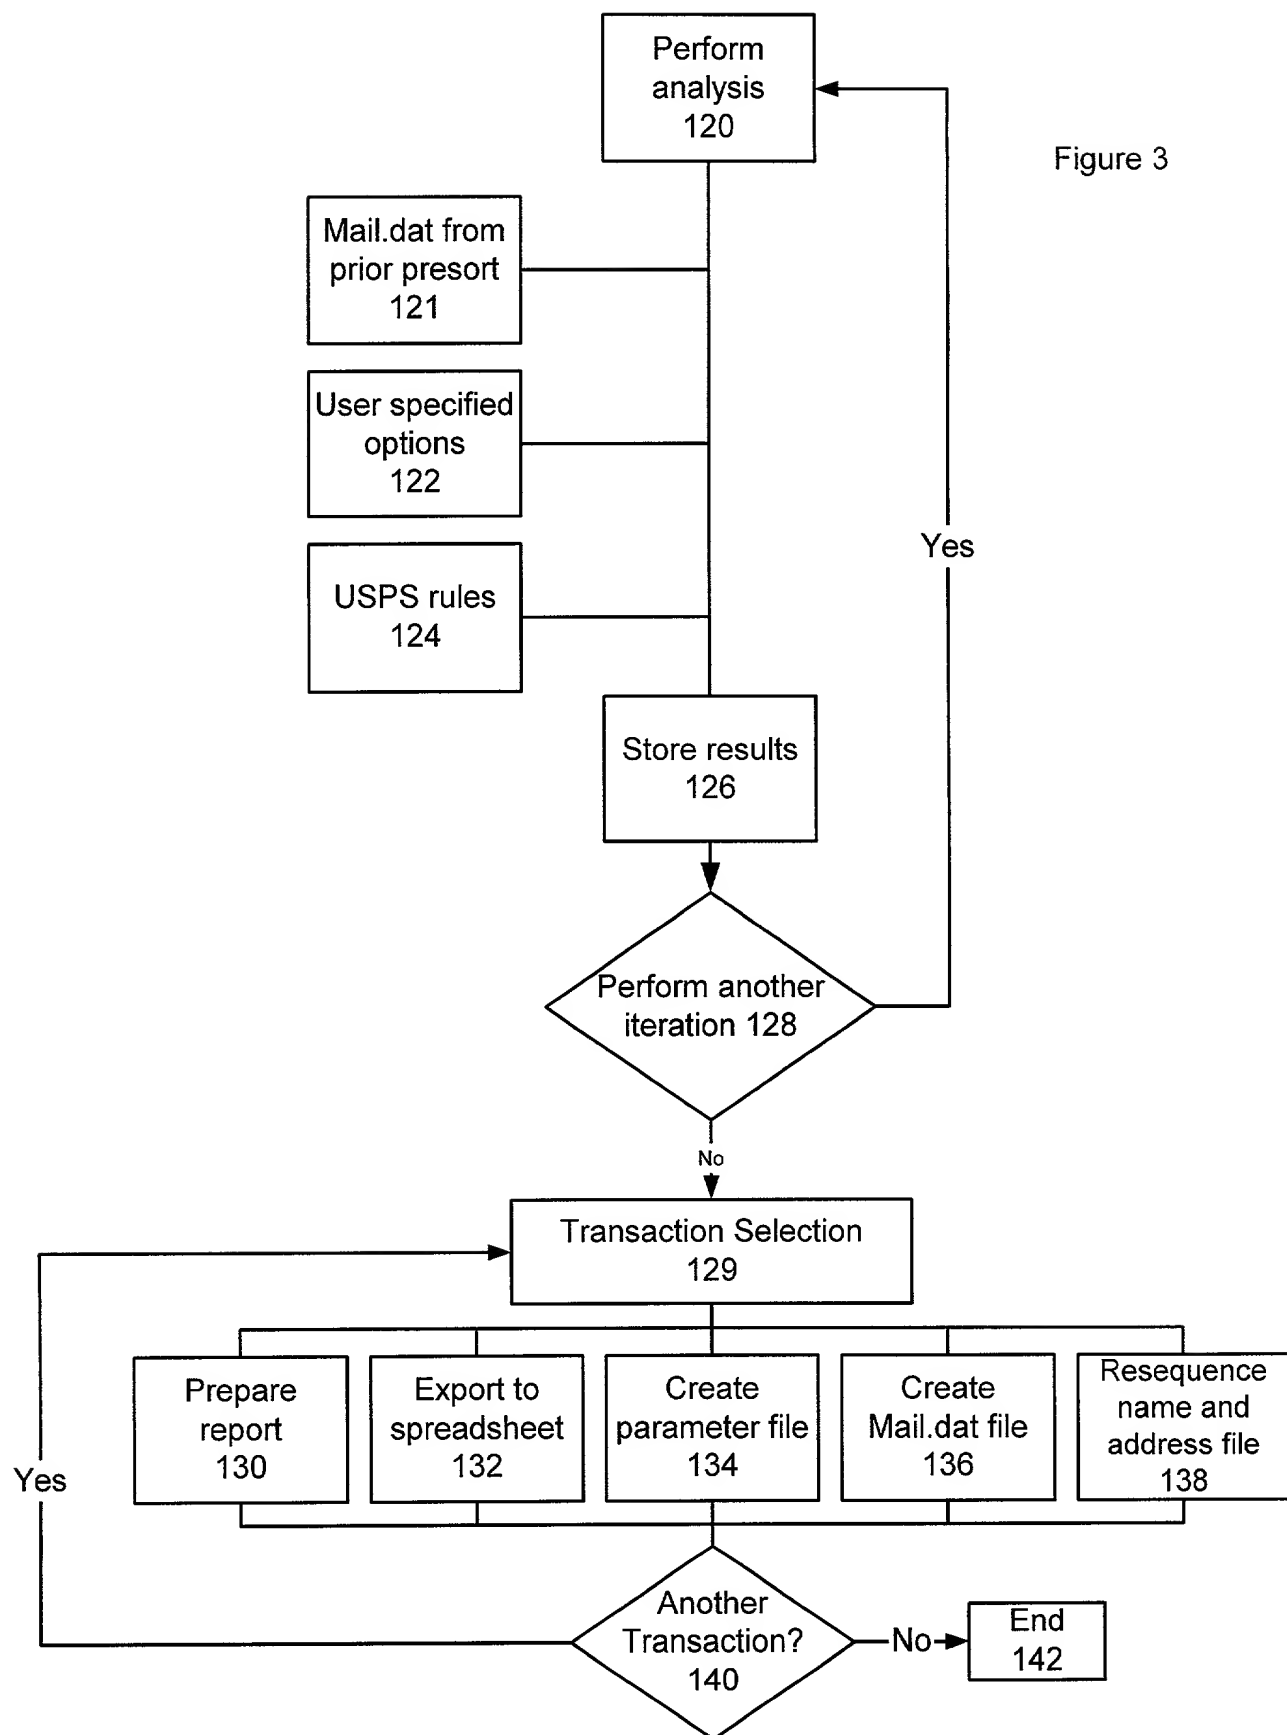 Perform
analysis
120
Figure 3
Mail.dat from
prior presort
121
User specified
options
122
USPS rules
124
Yes
Store results
126
Perform another
iteration 128
No
Transaction Selection
129
Prepare
report
130
Export to
spreadsheet
132
Create
parameter file
134
Create
Mail.dat file
136
Resequence
name and
address file
138
Yes
Another
Transaction?
140
No
End
142